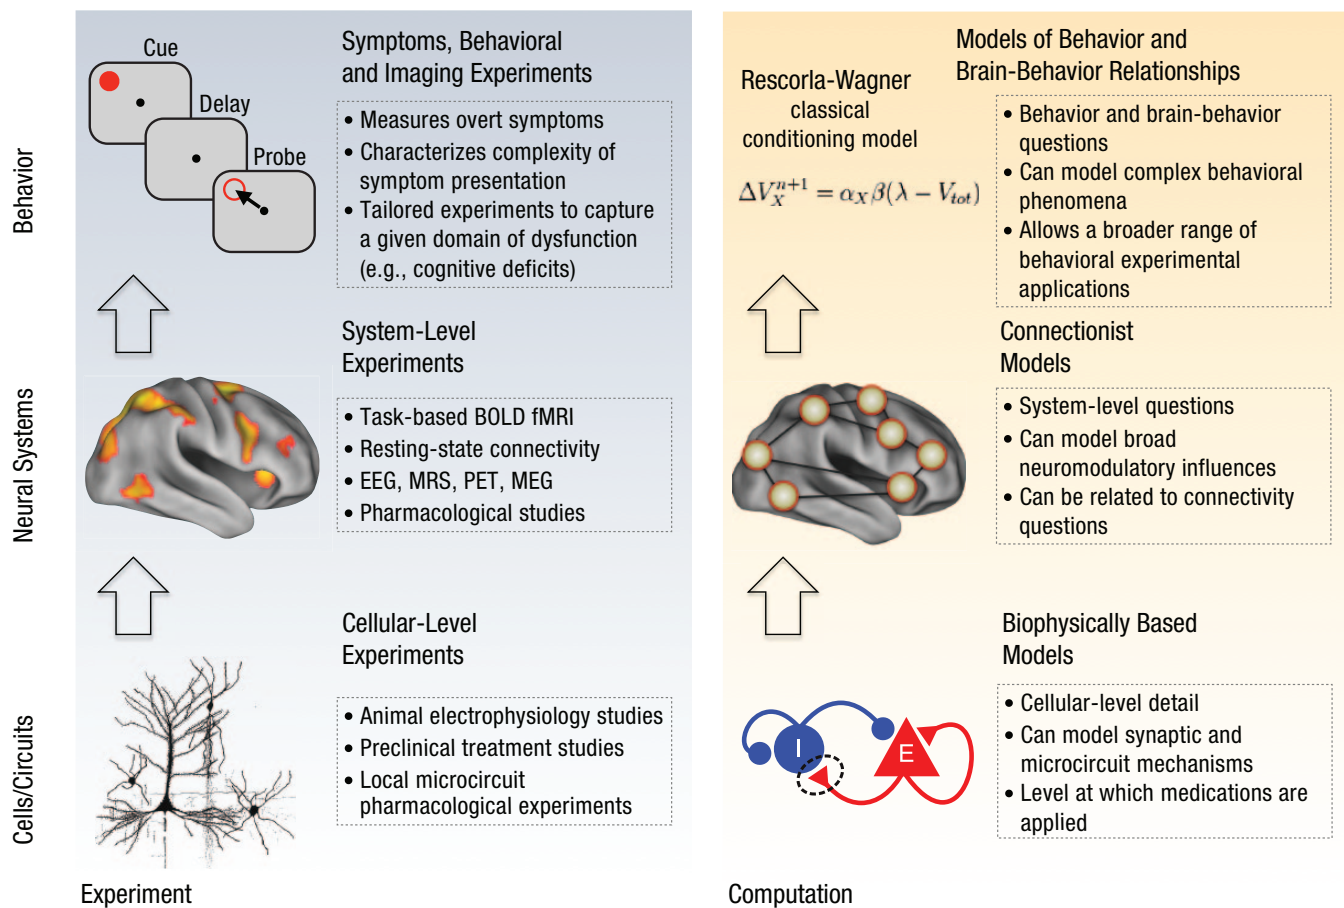 Behavior
Cue
Delay
Probe
Symptoms, Behavioral
and Imaging Experiments
• Measures overt symptoms
• Characterizes complexity of
symptom presentation
• Tailored experiments to capture
a given domain of dysfunction
(e.g., cognitive deficits)
Neural Systems
System-Level
Experiments
• Task-based BOLD fMRI
• Resting-state connectivity
• EEG, MRS, PET, MEG
• Pharmacological studies
Cells/Circuits
Cellular-Level
Experiments
• Animal electrophysiology studies
• Preclinical treatment studies
• Local microcircuit
pharmacological experiments
Experiment
Rescorla-Wagner
classical
conditioning model
ΔV_X^{n+1} = α_X β(λ − V_{tot})
Models of Behavior and
Brain-Behavior Relationships
• Behavior and brain-behavior
questions
• Can model complex behavioral
phenomena
• Allows a broader range of
behavioral experimental
applications
Connectionist
Models
• System-level questions
• Can model broad
neuromodulatory influences
• Can be related to connectivity
questions
I
E
Biophysically Based
Models
• Cellular-level detail
• Can model synaptic and
microcircuit mechanisms
• Level at which medications are
applied
Computation